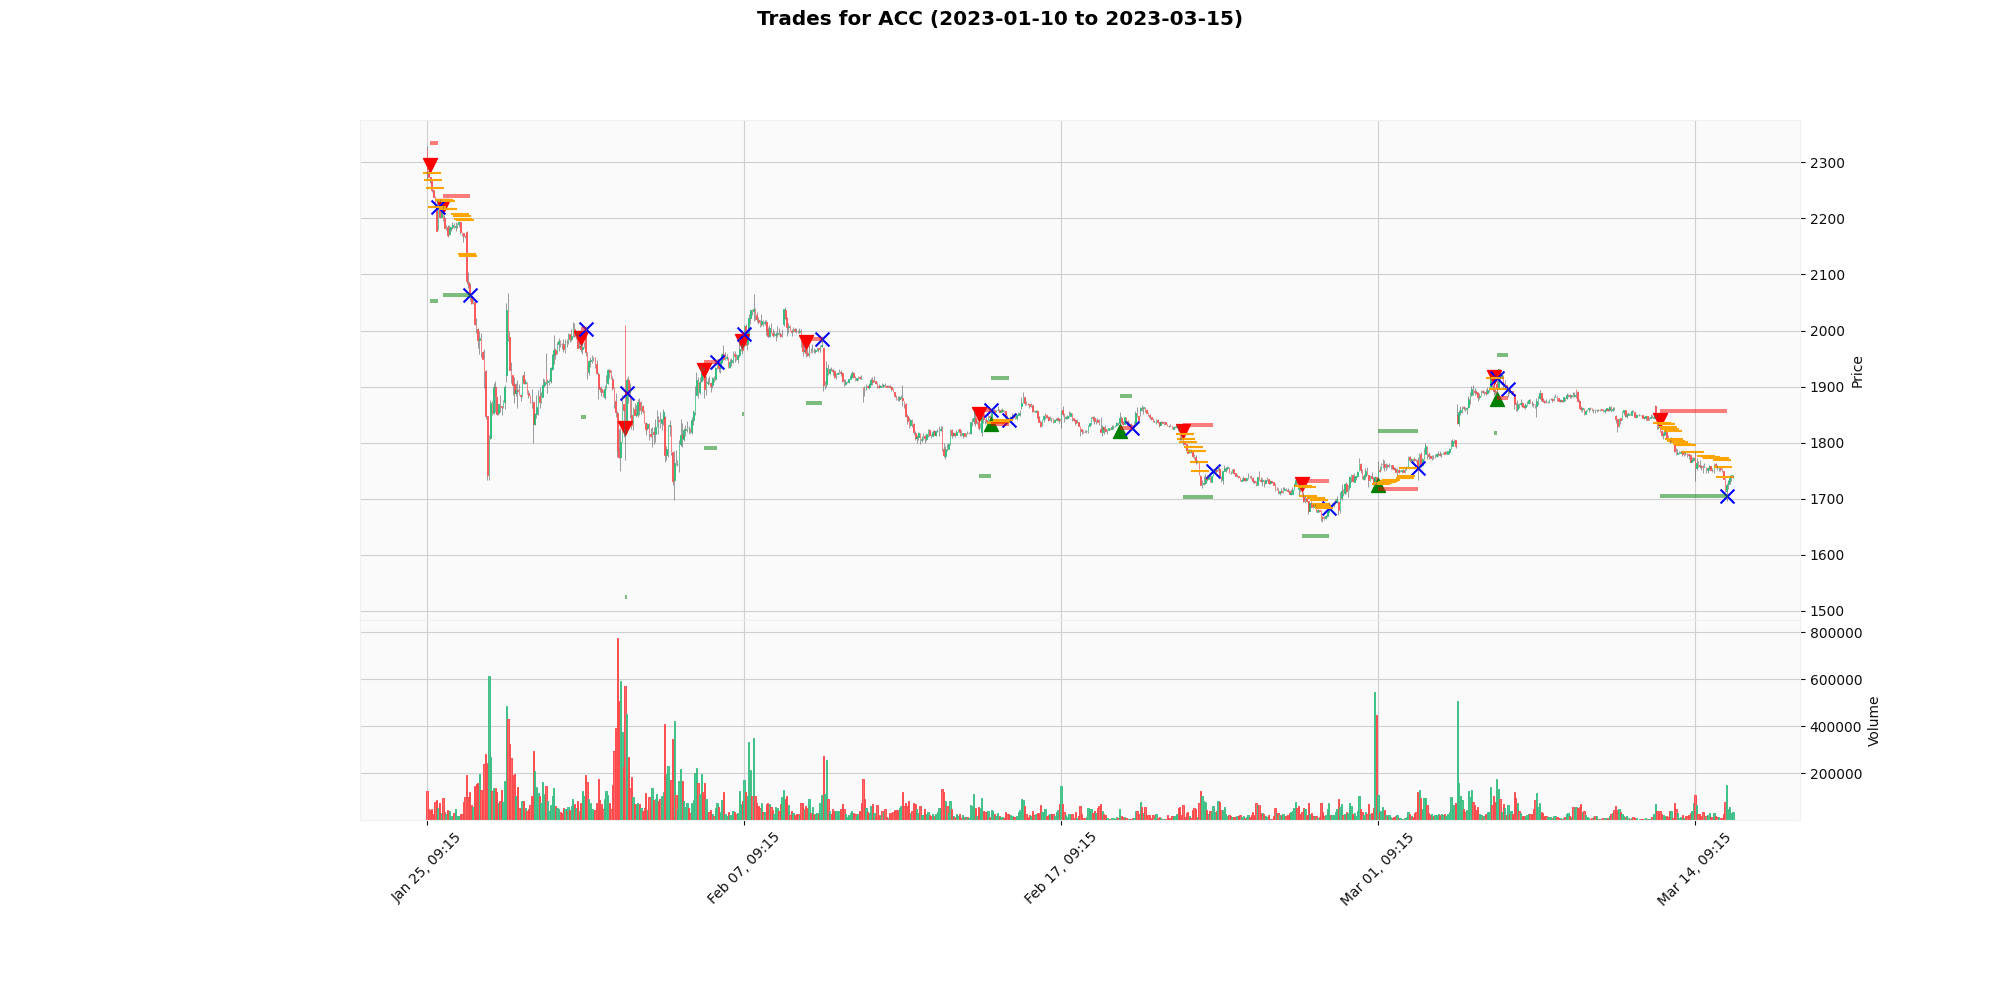 Trades for ACC (2023-01-10 to 2023-03-15)
2300
2200
2100
2000
1900
1800
1700
1600
1500
Price
800000
600000
400000
200000
Volume
Jan 25, 09:15
Feb 07, 09:15
Feb 17, 09:15
Mar 01, 09:15
Mar 14, 09:15